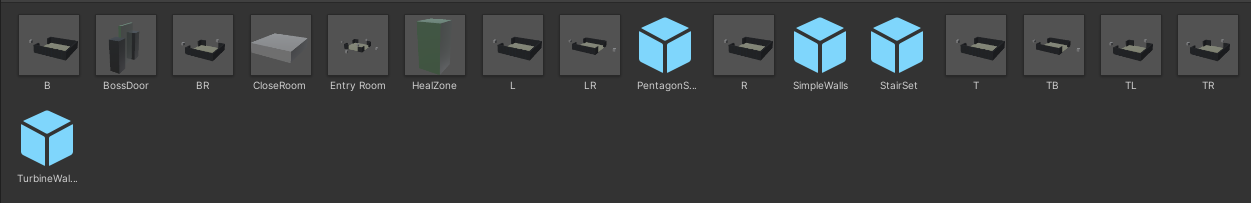 B
BossDoor
BR
CloseRoom
Entry Room
HealZone
L
LR
PentagonS...
R
SimpleWalls
StairSet
T
TB
TL
TR
TurbineWal...